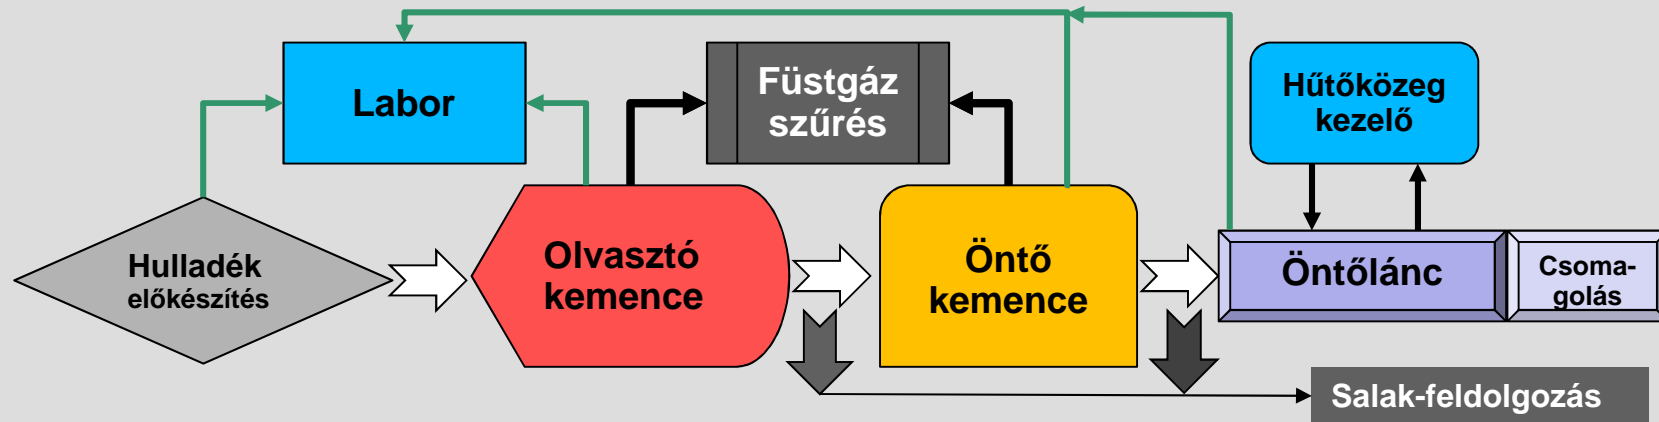 Labor
Füstgáz
szűrés
Hűtőközeg
kezelő
Hulladék
előkészítés
Olvasztó
kemence
Öntő
kemence
Öntőlánc
Csoma-
golás
Salak-feldolgozás